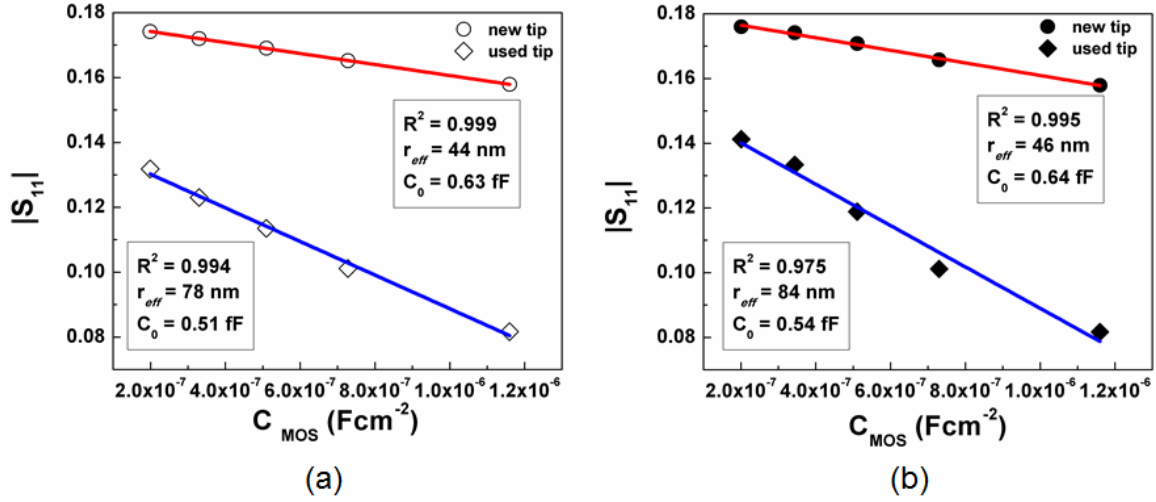 0.18
0.16
0.14
0.12
0.10
0.08
|S₁₁|
new tip
used tip
R² = 0.999
r_eff = 44 nm
C₀ = 0.63 fF
R² = 0.994
r_eff = 78 nm
C₀ = 0.51 fF
2.0x10⁻⁷ 4.0x10⁻⁷ 6.0x10⁻⁷ 8.0x10⁻⁷ 1.0x10⁻⁶ 1.2x10⁻⁶
C MOS (Fcm⁻²)
(a)
0.18
0.16
0.14
0.12
0.10
0.08
|S₁₁|
new tip
used tip
R² = 0.995
r_eff = 46 nm
C₀ = 0.64 fF
R² = 0.975
r_eff = 84 nm
C₀ = 0.54 fF
2.0x10⁻⁷ 4.0x10⁻⁷ 6.0x10⁻⁷ 8.0x10⁻⁷ 1.0x10⁻⁶ 1.2x10⁻⁶
C MOS (Fcm⁻²)
(b)